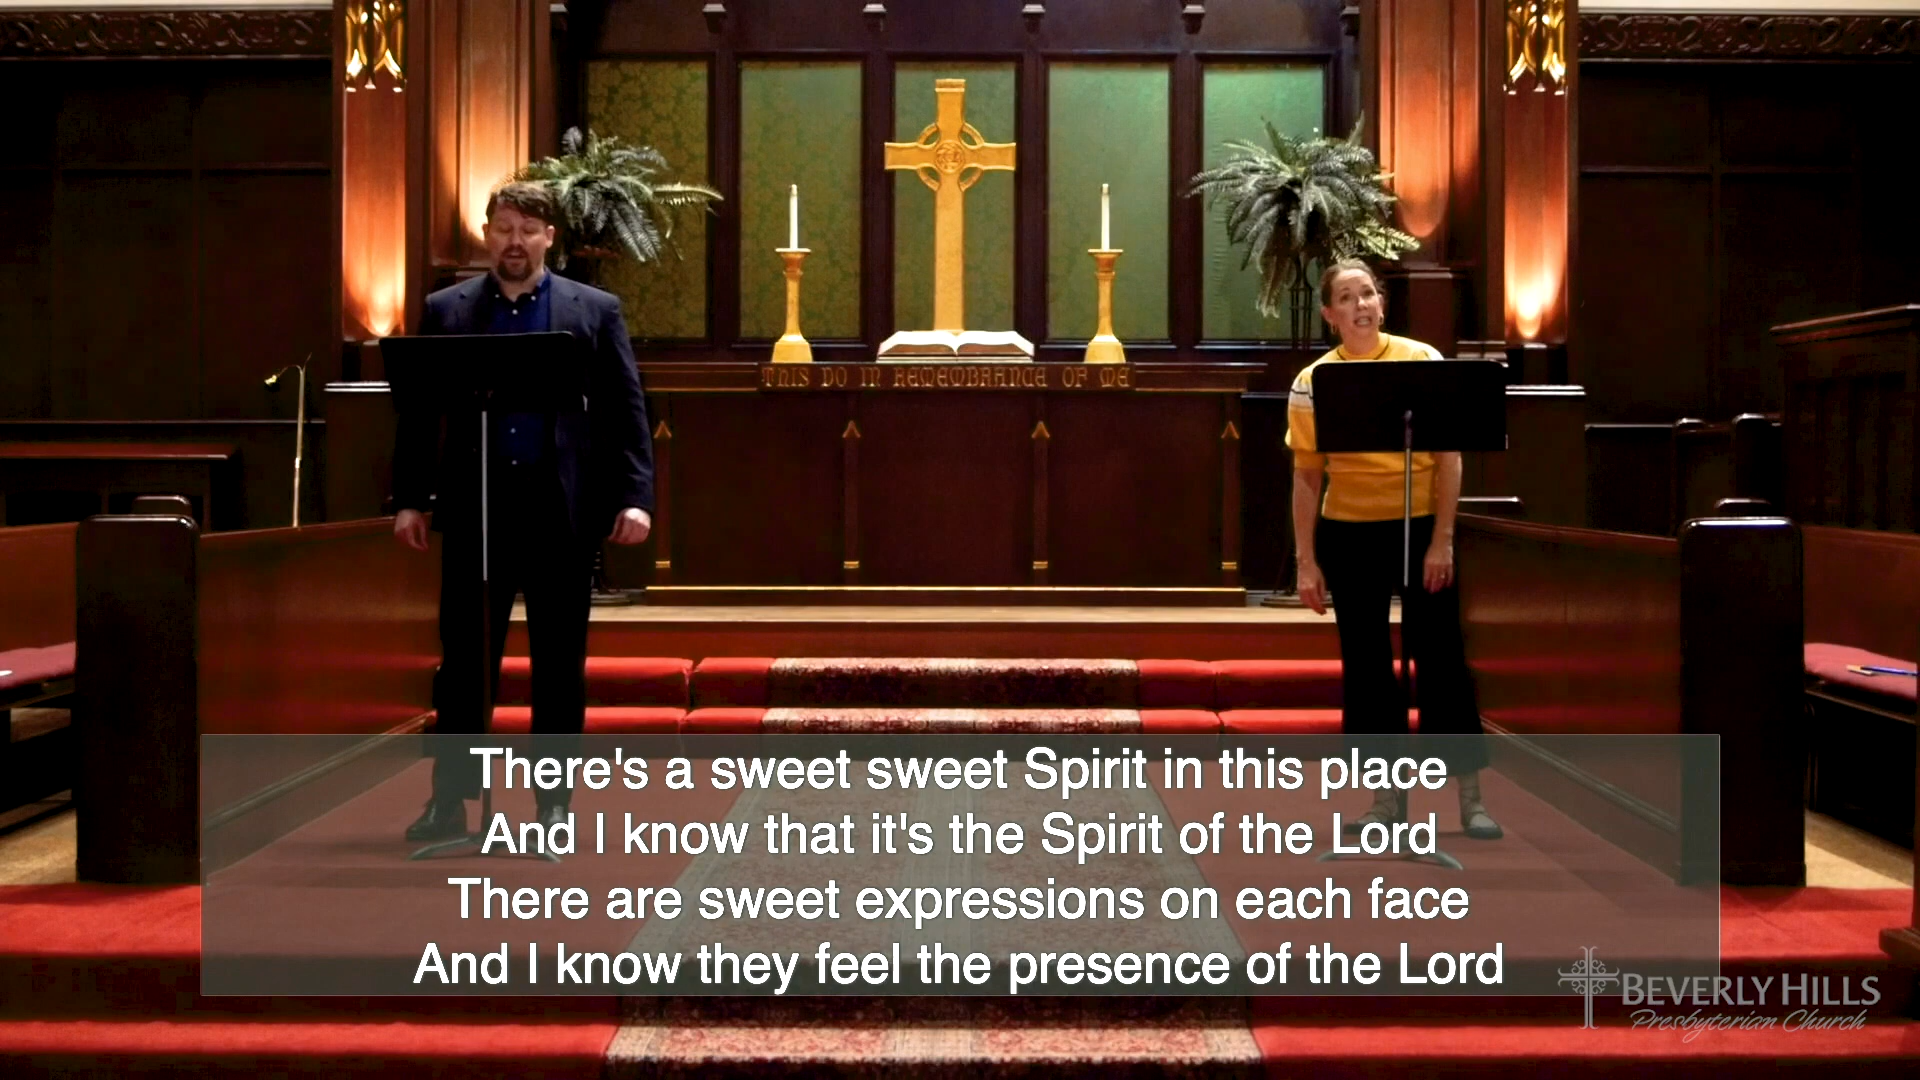 THIS DO IN REMEMBRANCE OF ME
There's a sweet sweet Spirit in this place
And I know that it's the Spirit of the Lord
There are sweet expressions on each face
And I know they feel the presence of the Lord
BEVERLY HILLS
Presbyterian Church